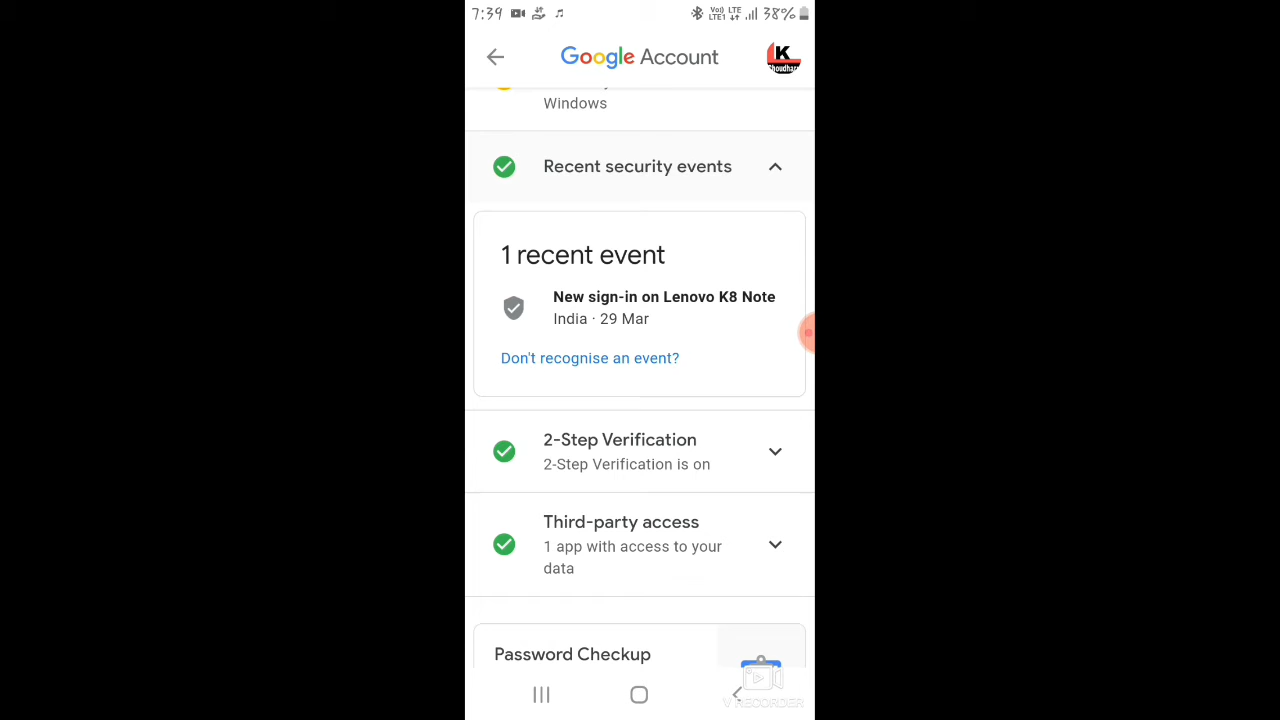 7:39
Vo) LTE
LTE1
38%
Google Account
K
Choudhary
Windows
Recent security events
1 recent event
New sign-in on Lenovo K8 Note
India · 29 Mar
Don't recognise an event?
2-Step Verification
2-Step Verification is on
Third-party access
1 app with access to your
data
Password Checkup
V RECORDER